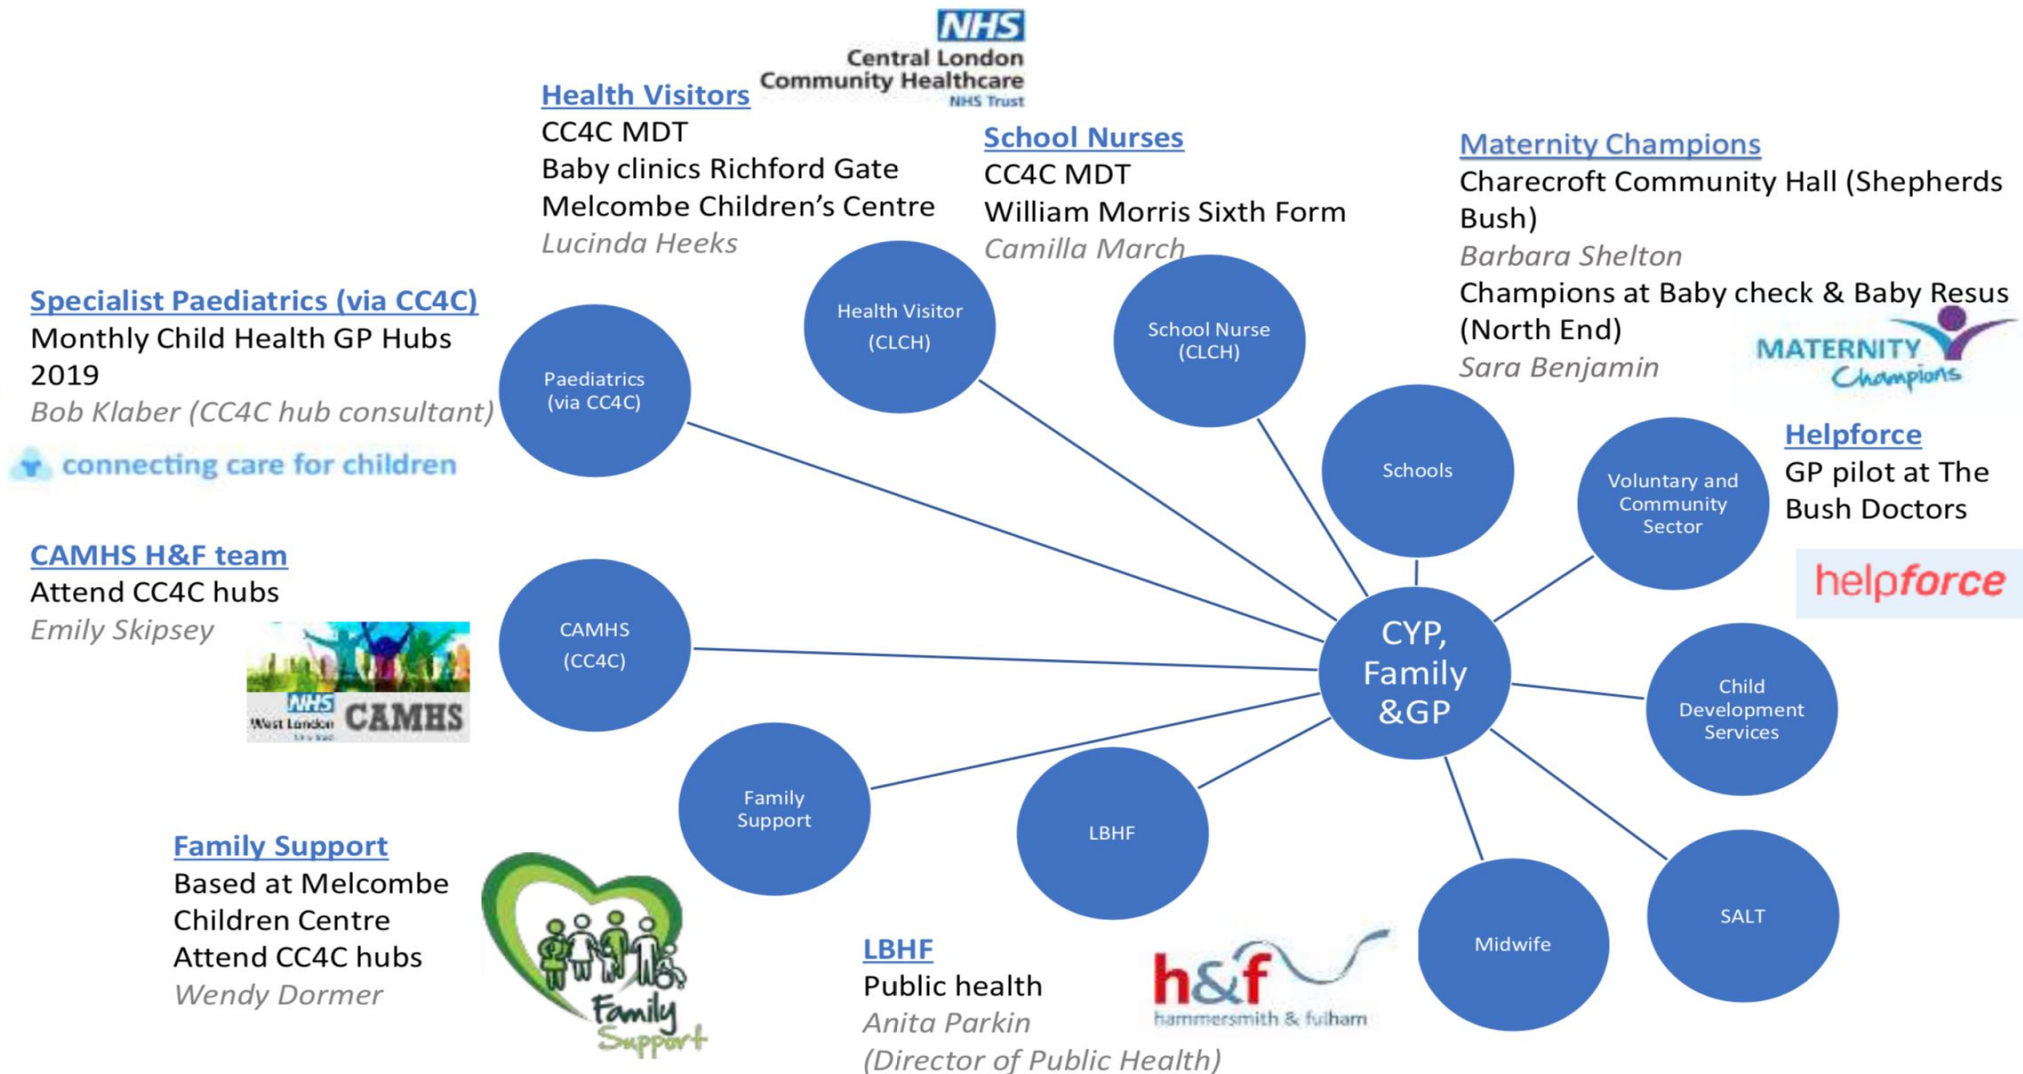 NHS
Central London
Community Healthcare
NHS Trust
Health Visitors
CC4C MDT
Baby clinics Richford Gate
Melcombe Children’s Centre
Lucinda Heeks
School Nurses
CC4C MDT
William Morris Sixth Form
Camilla March
Maternity Champions
Charecroft Community Hall (Shepherds
Bush)
Barbara Shelton
Champions at Baby check & Baby Resus
(North End)
Sara Benjamin
MATERNITY
Champions
Specialist Paediatrics (via CC4C)
Monthly Child Health GP Hubs
2019
Bob Klaber (CC4C hub consultant)
connecting care for children
Paediatrics
(via CC4C)
Health Visitor
(CLCH)
School Nurse
(CLCH)
Schools
Voluntary and
Community
Sector
Helpforce
GP pilot at The
Bush Doctors
helpforce
CAMHS H&F team
Attend CC4C hubs
Emily Skipsey
NHS
West London
CAMHS
CAMHS
(CC4C)
CYP,
Family
&GP
Child
Development
Services
Family
Support
LBHF
Midwife
SALT
Family Support
Based at Melcombe
Children Centre
Attend CC4C hubs
Wendy Dormer
Family
Support
LBHF
Public health
Anita Parkin
(Director of Public Health)
h&f
hammersmith & fulham